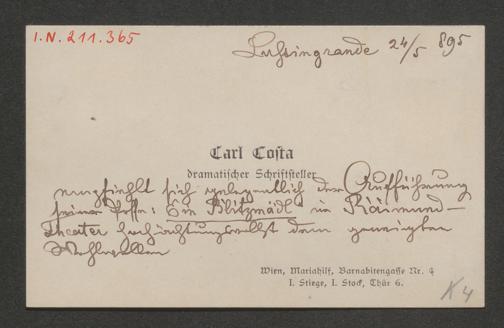 I.N. 211.365
Lussingrande 24/5 895
Carl Costa
dramatischer Schriftsteller
empfiehlt sich gelegentlich der Aufführung
seiner Posse: Ein Blitzmädl im Raimund-
Theater hochachtungsvollst dem geneigten
Wohlwollen
Wien, Mariahilf, Barnabitengasse Nr. 4
I. Stiege, I. Stock, Thür 6.
K4